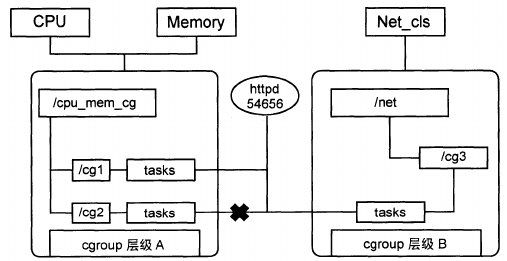 CPU
Memory
Net_cls
/cpu_mem_cg
httpd
54656
/net
/cg1
tasks
/cg3
/cg2
tasks
tasks
cgroup 层级 A
cgroup 层级 B